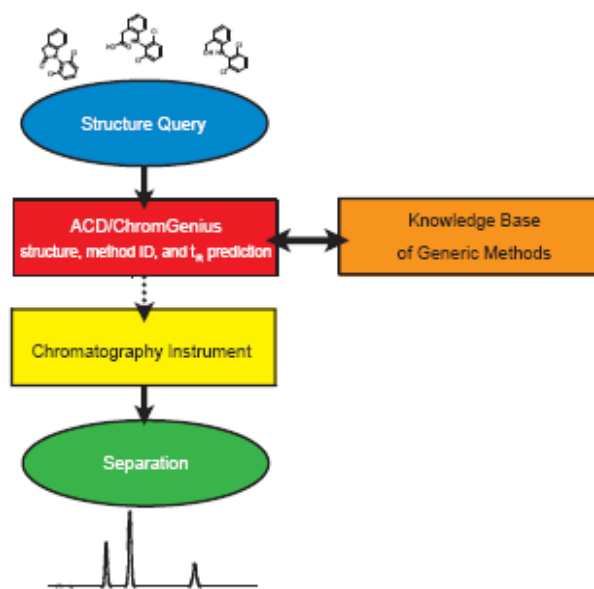 Structure Query
ACD/ChromGenius
structure, method ID, and tR prediction
Knowledge Base
of Generic Methods
Chromatography Instrument
Separation